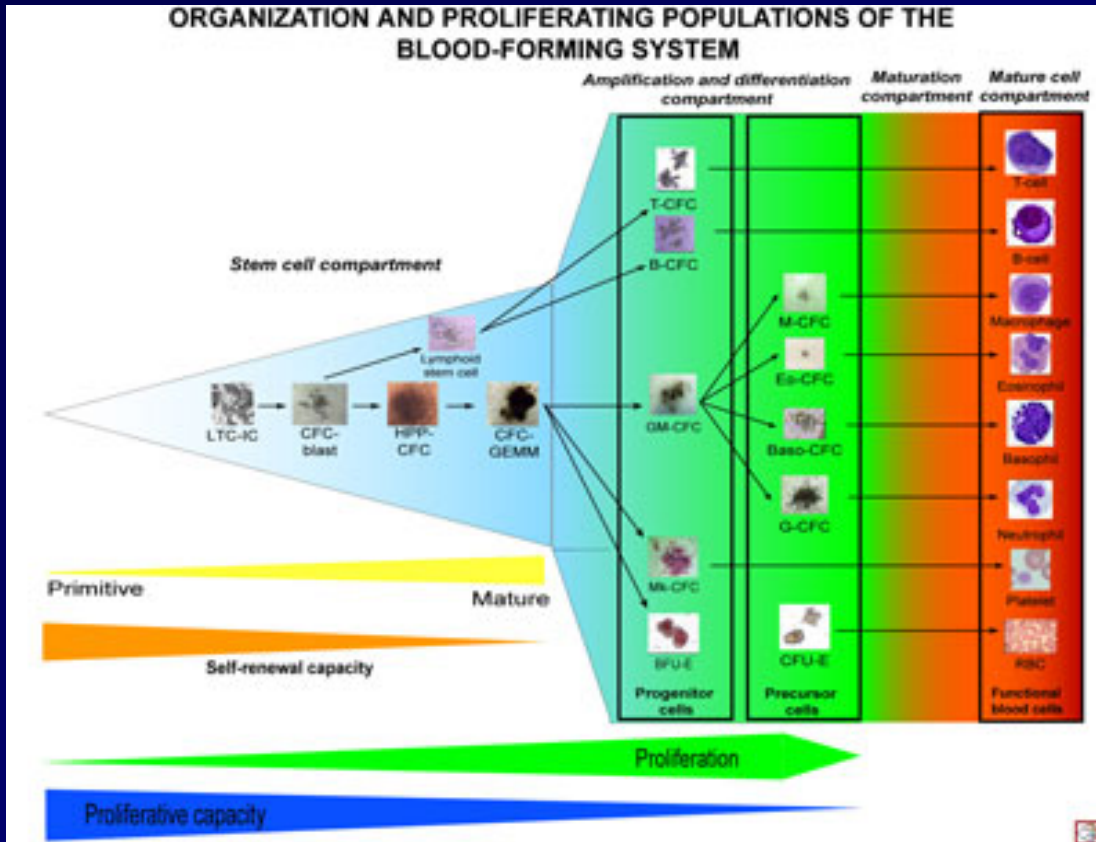 ORGANIZATION AND PROLIFERATING POPULATIONS OF THE
BLOOD-FORMING SYSTEM
Amplification and differentiation
compartment
Maturation
compartment
Mature cell
compartment
Stem cell compartment
T-CFC
T-cell
B-CFC
B-cell
Lymphoid
stem cell
M-CFC
Macrophage
Eo-CFC
Eosinophil
LTC-IC
CFC-
blast
HPP-
CFC
CFC-
GEMM
GM-CFC
Baso-CFC
Basophil
G-CFC
Neutrophil
Mk-CFC
Platelet
BFU-E
CFU-E
RBC
Progenitor
cells
Precursor
cells
Functional
blood cells
Primitive
Mature
Self-renewal capacity
Proliferation
Proliferative capacity